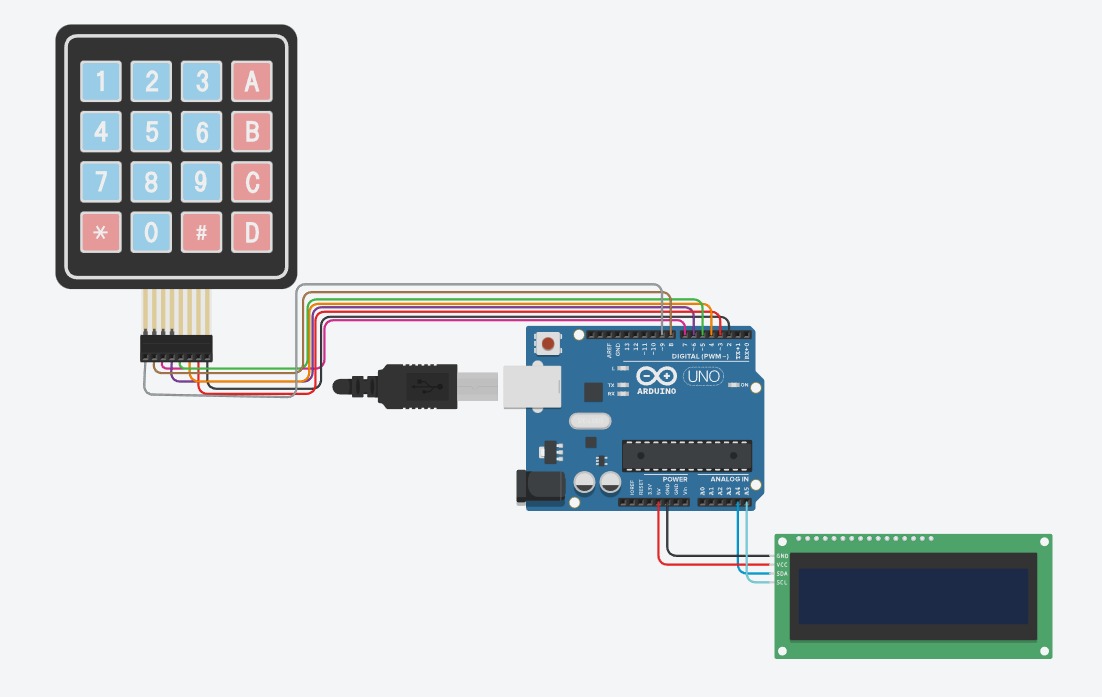 1 2 3 A
4 5 6 B
7 8 9 C
* 0 # D
AREF
GND
13
12
~11
~10
~9
8
7
~6
~5
4
~3
2
TX→1
RX←0
DIGITAL (PWM~)
L
TX
RX
ARDUINO
UNO
ON
POWER
ANALOG IN
IOREF
RESET
3.3V
5V
GND
GND
Vin
A0
A1
A2
A3
A4
A5
GND
VCC
SDA
SCL